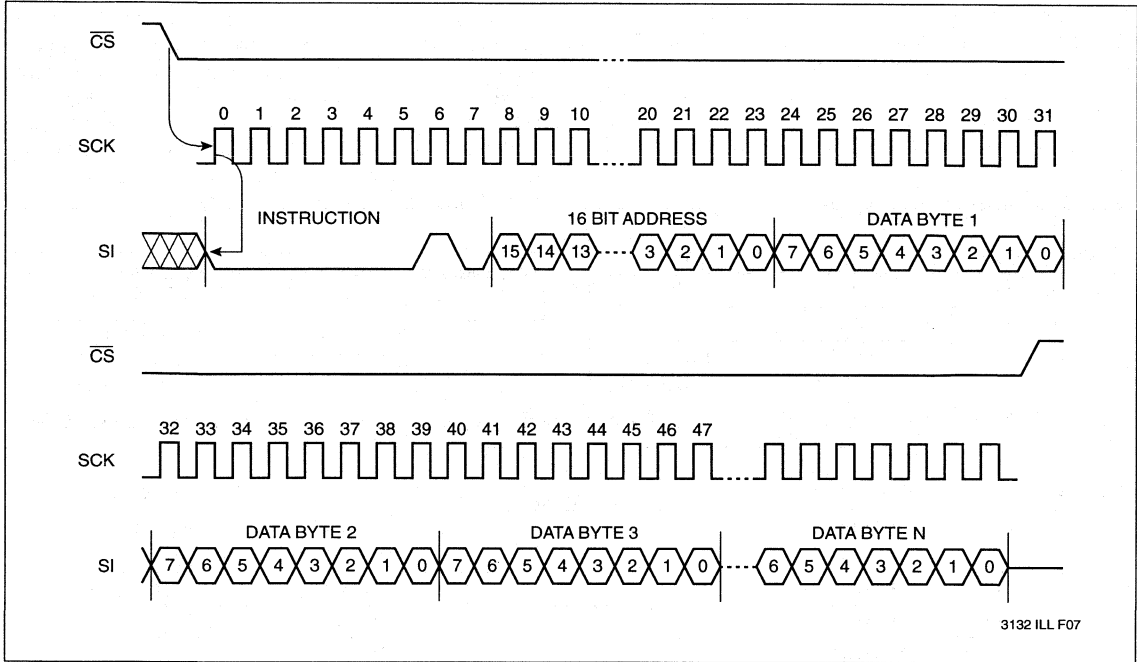 CS
0 1 2 3 4 5 6 7 8 9 10 20 21 22 23 24 25 26 27 28 29 30 31
SCK
INSTRUCTION 16 BIT ADDRESS DATA BYTE 1
SI 15 14 13 3 2 1 0 7 6 5 4 3 2 1 0
CS
32 33 34 35 36 37 38 39 40 41 42 43 44 45 46 47
SCK
DATA BYTE 2 DATA BYTE 3 DATA BYTE N
SI 7 6 5 4 3 2 1 0 7 6 5 4 3 2 1 0 6 5 4 3 2 1 0
3132 ILL F07